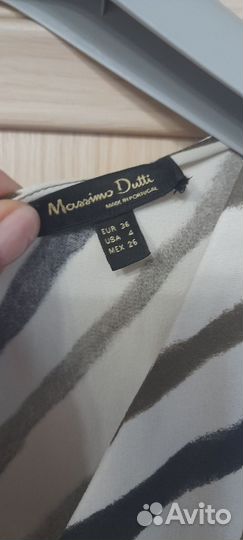 Massimo Dutti
MADE IN PORTUGAL
EUR 36
USA 4
MEX 26
Avito